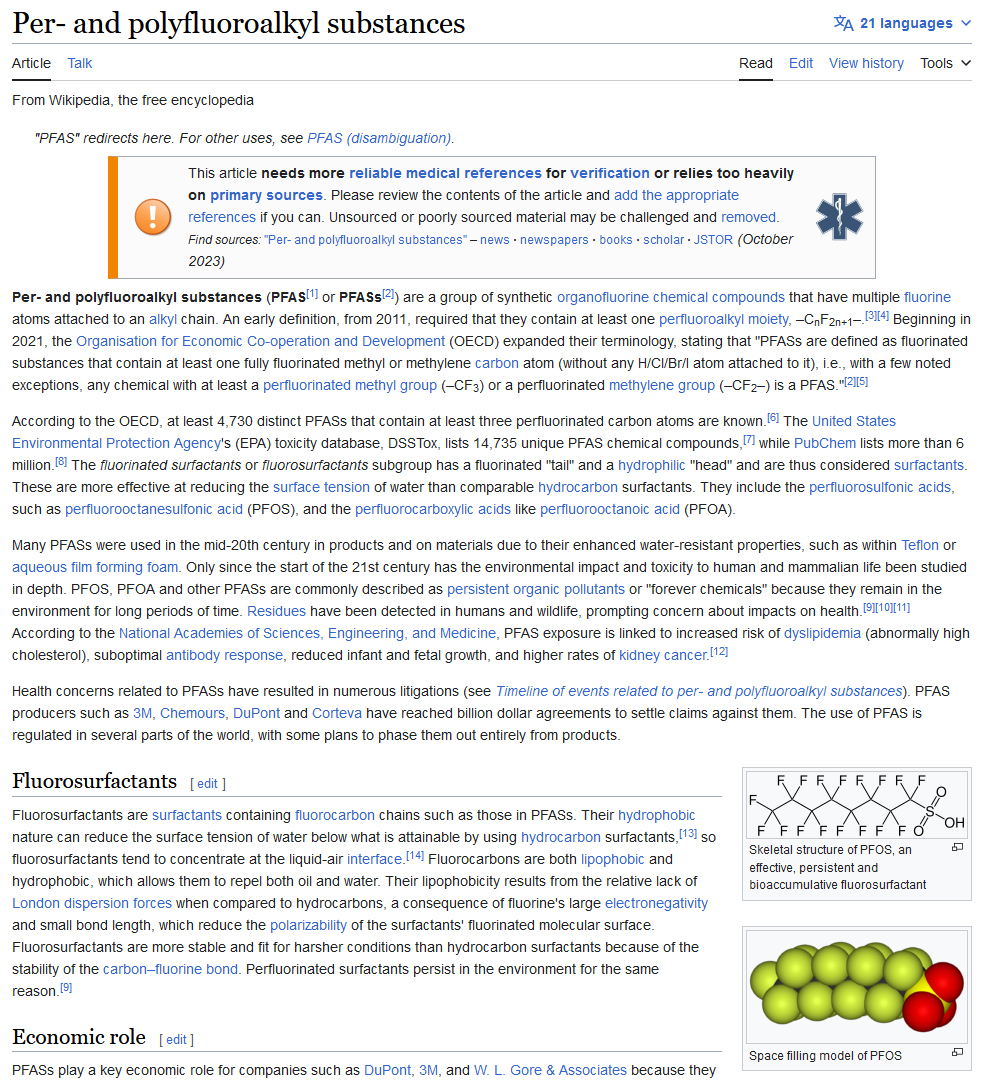 Per- and polyfluoroalkyl substances
21 languages
Article Talk Read Edit View history Tools
From Wikipedia, the free encyclopedia
"PFAS" redirects here. For other uses, see PFAS (disambiguation).
This article needs more reliable medical references for verification or relies too heavily
on primary sources. Please review the contents of the article and add the appropriate
references if you can. Unsourced or poorly sourced material may be challenged and removed.
Find sources: "Per- and polyfluoroalkyl substances" – news · newspapers · books · scholar · JSTOR (October
2023)
Per- and polyfluoroalkyl substances (PFAS[1] or PFASs[2]) are a group of synthetic organofluorine chemical compounds that have multiple fluorine
atoms attached to an alkyl chain. An early definition, from 2011, required that they contain at least one perfluoroalkyl moiety, –CnF2n+1–.[3][4] Beginning in
2021, the Organisation for Economic Co-operation and Development (OECD) expanded their terminology, stating that "PFASs are defined as fluorinated
substances that contain at least one fully fluorinated methyl or methylene carbon atom (without any H/Cl/Br/I atom attached to it), i.e., with a few noted
exceptions, any chemical with at least a perfluorinated methyl group (–CF3) or a perfluorinated methylene group (–CF2–) is a PFAS."[2][5]
According to the OECD, at least 4,730 distinct PFASs that contain at least three perfluorinated carbon atoms are known.[6] The United States
Environmental Protection Agency's (EPA) toxicity database, DSSTox, lists 14,735 unique PFAS chemical compounds,[7] while PubChem lists more than 6
million.[8] The fluorinated surfactants or fluorosurfactants subgroup has a fluorinated "tail" and a hydrophilic "head" and are thus considered surfactants.
These are more effective at reducing the surface tension of water than comparable hydrocarbon surfactants. They include the perfluorosulfonic acids,
such as perfluorooctanesulfonic acid (PFOS), and the perfluorocarboxylic acids like perfluorooctanoic acid (PFOA).
Many PFASs were used in the mid-20th century in products and on materials due to their enhanced water-resistant properties, such as within Teflon or
aqueous film forming foam. Only since the start of the 21st century has the environmental impact and toxicity to human and mammalian life been studied
in depth. PFOS, PFOA and other PFASs are commonly described as persistent organic pollutants or "forever chemicals" because they remain in the
environment for long periods of time. Residues have been detected in humans and wildlife, prompting concern about impacts on health.[9][10][11]
According to the National Academies of Sciences, Engineering, and Medicine, PFAS exposure is linked to increased risk of dyslipidemia (abnormally high
cholesterol), suboptimal antibody response, reduced infant and fetal growth, and higher rates of kidney cancer.[12]
Health concerns related to PFASs have resulted in numerous litigations (see Timeline of events related to per- and polyfluoroalkyl substances). PFAS
producers such as 3M, Chemours, DuPont and Corteva have reached billion dollar agreements to settle claims against them. The use of PFAS is
regulated in several parts of the world, with some plans to phase them out entirely from products.
Fluorosurfactants [ edit ]
Fluorosurfactants are surfactants containing fluorocarbon chains such as those in PFASs. Their hydrophobic
nature can reduce the surface tension of water below what is attainable by using hydrocarbon surfactants,[13] so
fluorosurfactants tend to concentrate at the liquid-air interface.[14] Fluorocarbons are both lipophobic and
hydrophobic, which allows them to repel both oil and water. Their lipophobicity results from the relative lack of
London dispersion forces when compared to hydrocarbons, a consequence of fluorine's large electronegativity
and small bond length, which reduce the polarizability of the surfactants' fluorinated molecular surface.
Fluorosurfactants are more stable and fit for harsher conditions than hydrocarbon surfactants because of the
stability of the carbon–fluorine bond. Perfluorinated surfactants persist in the environment for the same
reason.[9]
F F F F F F F F
F O
S
OH
F F F F F F F F O
Skeletal structure of PFOS, an
effective, persistent and
bioaccumulative fluorosurfactant
Space filling model of PFOS
Economic role [ edit ]
PFASs play a key economic role for companies such as DuPont, 3M, and W. L. Gore & Associates because they